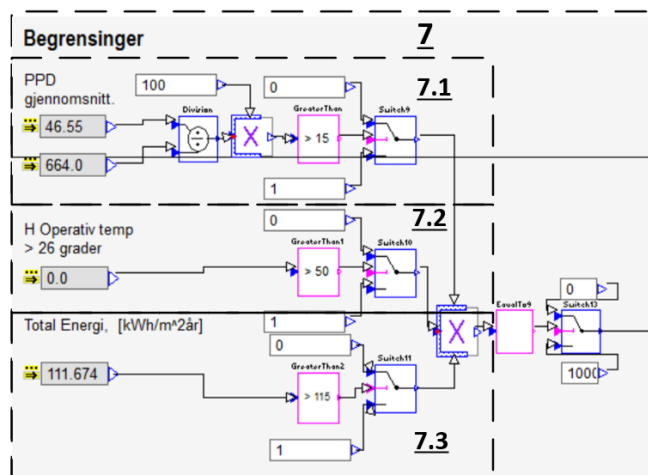 Begrensinger
7
PPD
gjennomsnitt.
100
0
7.1
Division
GreaterThan
Switch9
46.55
X
> 15
664.0
1
7.2
H Operativ temp
> 26 grader
0
GreaterThan1
Switch10
0.0
> 50
0
EqualTo9
Switch13
Total Energi, [kWh/m^2år]
1
X
0
GreaterThan2
Switch11
1000
111.674
> 115
1
7.3